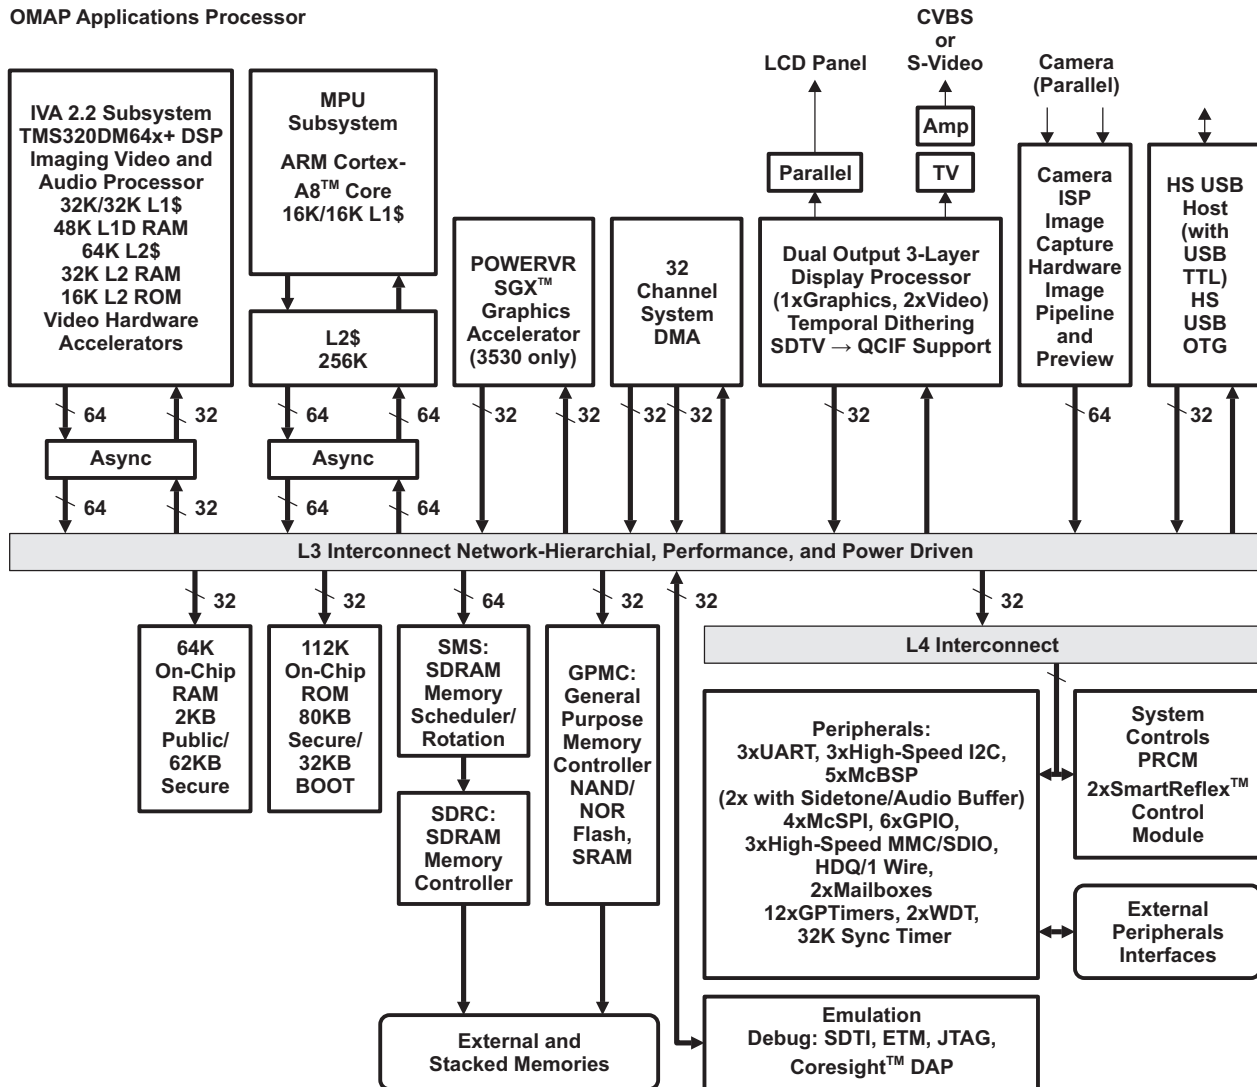 OMAP Applications Processor
CVBS
or
S-Video
LCD Panel
Camera
(Parallel)
Amp
Parallel
TV
IVA 2.2 Subsystem
TMS320DM64x+ DSP
Imaging Video and
Audio Processor
32K/32K L1$
48K L1D RAM
64K L2$
32K L2 RAM
16K L2 ROM
Video Hardware
Accelerators
MPU
Subsystem
ARM Cortex-
A8™ Core
16K/16K L1$
L2$
256K
POWERVR
SGX™
Graphics
Accelerator
(3530 only)
32
Channel
System
DMA
Dual Output 3-Layer
Display Processor
(1xGraphics, 2xVideo)
Temporal Dithering
SDTV → QCIF Support
Camera
ISP
Image
Capture
Hardware
Image
Pipeline
and
Preview
HS USB
Host
(with
USB
TTL)
HS
USB
OTG
64 32 64 64 32 32 32 32 32 64 32
Async Async
64 32 64 64
L3 Interconnect Network-Hierarchial, Performance, and Power Driven
32 32 64 32 32 32
64K
On-Chip
RAM
2KB
Public/
62KB
Secure
112K
On-Chip
ROM
80KB
Secure/
32KB
BOOT
SMS:
SDRAM
Memory
Scheduler/
Rotation
SDRC:
SDRAM
Memory
Controller
GPMC:
General
Purpose
Memory
Controller
NAND/
NOR
Flash,
SRAM
L4 Interconnect
Peripherals:
3xUART, 3xHigh-Speed I2C,
5xMcBSP
(2x with Sidetone/Audio Buffer)
4xMcSPI, 6xGPIO,
3xHigh-Speed MMC/SDIO,
HDQ/1 Wire,
2xMailboxes
12xGPTimers, 2xWDT,
32K Sync Timer
System
Controls
PRCM
2xSmartReflex™
Control
Module
External
Peripherals
Interfaces
External and
Stacked Memories
Emulation
Debug: SDTI, ETM, JTAG,
Coresight™ DAP